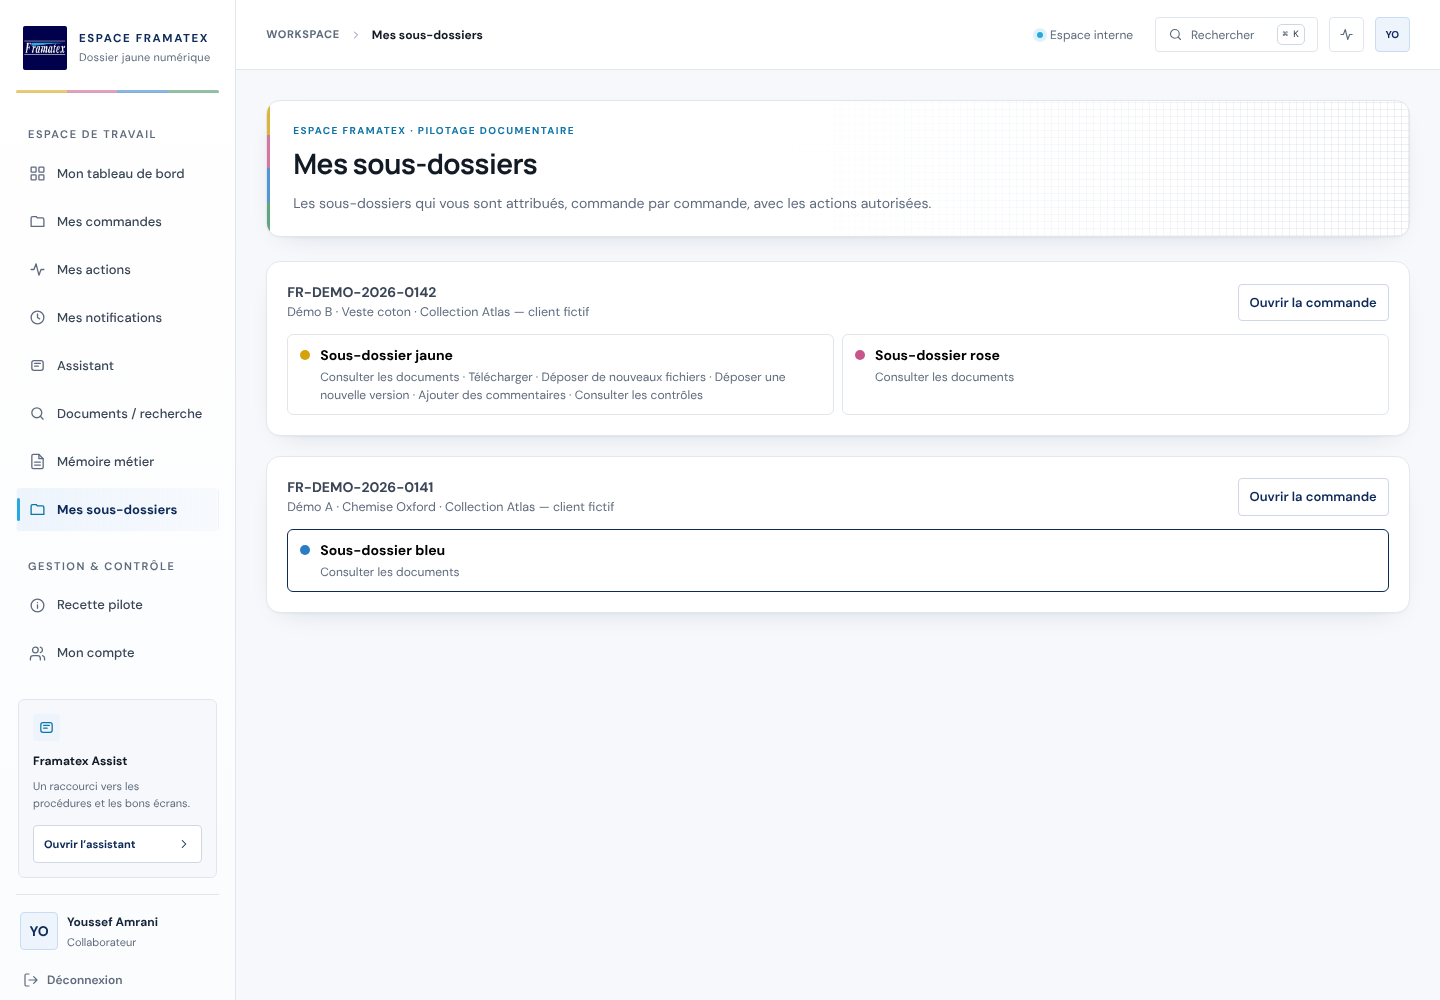 Framatex
ESPACE FRAMATEX
Dossier jaune numérique
ESPACE DE TRAVAIL
Mon tableau de bord
Mes commandes
Mes actions
Mes notifications
Assistant
Documents / recherche
Mémoire métier
Mes sous-dossiers
GESTION & CONTRÔLE
Recette pilote
Mon compte
Framatex Assist
Un raccourci vers les
procédures et les bons écrans.
Ouvrir l’assistant
YO
Youssef Amrani
Collaborateur
Déconnexion
WORKSPACE
Mes sous-dossiers
Espace interne
Rechercher
⌘ K
YO
ESPACE FRAMATEX · PILOTAGE DOCUMENTAIRE
Mes sous-dossiers
Les sous-dossiers qui vous sont attribués, commande par commande, avec les actions autorisées.
FR-DEMO-2026-0142
Démo B · Veste coton · Collection Atlas — client fictif
Ouvrir la commande
Sous-dossier jaune
Consulter les documents · Télécharger · Déposer de nouveaux fichiers · Déposer une
nouvelle version · Ajouter des commentaires · Consulter les contrôles
Sous-dossier rose
Consulter les documents
FR-DEMO-2026-0141
Démo A · Chemise Oxford · Collection Atlas — client fictif
Ouvrir la commande
Sous-dossier bleu
Consulter les documents